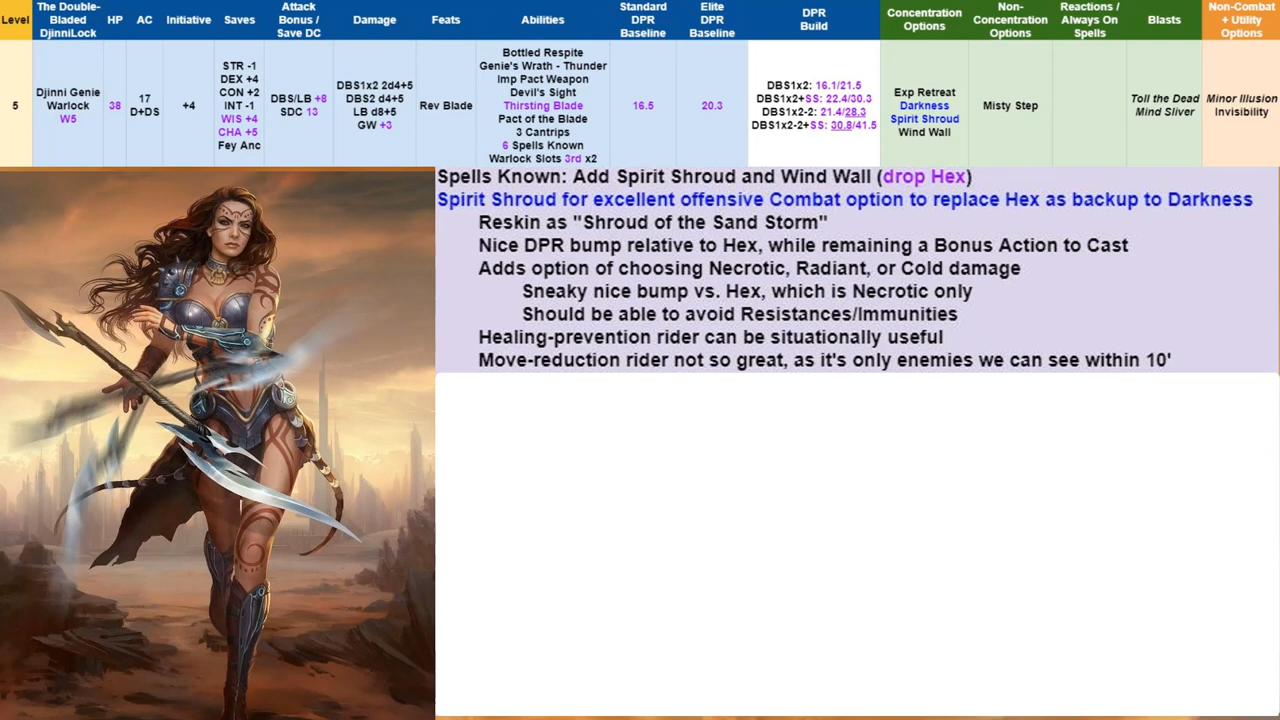 Level
The Double-
Bladed
DjinniLock
HP
AC
Initiative
Saves
Attack
Bonus /
Save DC
Damage
Feats
Abilities
Standard
DPR
Baseline
Elite
DPR
Baseline
DPR
Build
Concentration
Options
Non-
Concentration
Options
Reactions /
Always On
Spells
Blasts
Non-Combat
+ Utility
Options
5
Djinni Genie
Warlock
W5
38
17
D+DS
+4
STR -1
DEX +4
CON +2
INT -1
WIS +4
CHA +5
Fey Anc
DBS/LB +8
SDC 13
DBS1x2 2d4+5
DBS2 d4+5
LB d8+5
GW +3
Rev Blade
Bottled Respite
Genie's Wrath - Thunder
Imp Pact Weapon
Devil's Sight
Thirsting Blade
Pact of the Blade
3 Cantrips
6 Spells Known
Warlock Slots 3rd x2
16.5
20.3
DBS1x2: 16.1/21.5
DBS1x2+SS: 22.4/30.3
DBS1x2-2: 21.4/28.3
DBS1x2-2+SS: 30.8/41.5
Exp Retreat
Darkness
Spirit Shroud
Wind Wall
Misty Step
Toll the Dead
Mind Sliver
Minor Illusion
Invisibility
Spells Known: Add Spirit Shroud and Wind Wall (drop Hex)
Spirit Shroud for excellent offensive Combat option to replace Hex as backup to Darkness
Reskin as "Shroud of the Sand Storm"
Nice DPR bump relative to Hex, while remaining a Bonus Action to Cast
Adds option of choosing Necrotic, Radiant, or Cold damage
Sneaky nice bump vs. Hex, which is Necrotic only
Should be able to avoid Resistances/Immunities
Healing-prevention rider can be situationally useful
Move-reduction rider not so great, as it's only enemies we can see within 10'